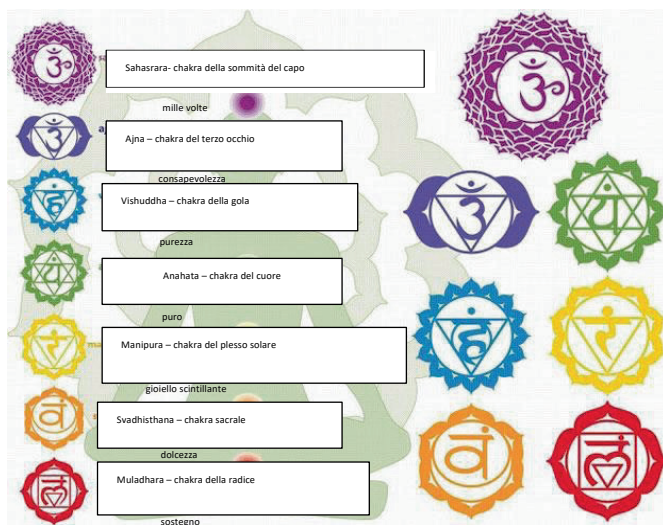 ॐ
Sahasrara- chakra della sommità del capo
mille volte
ॐ
Ajna – chakra del terzo occhio
consapevolezza
हं
Vishuddha – chakra della gola
purezza
यं
Anahata – chakra del cuore
puro
रं
ma
Manipura – chakra del plesso solare
gioiello scintillante
वं
Svadhisthana – chakra sacrale
dolcezza
लं
Muladhara – chakra della radice
sostegno
ॐ
ॐ
यं
हं
रं
वं
लं